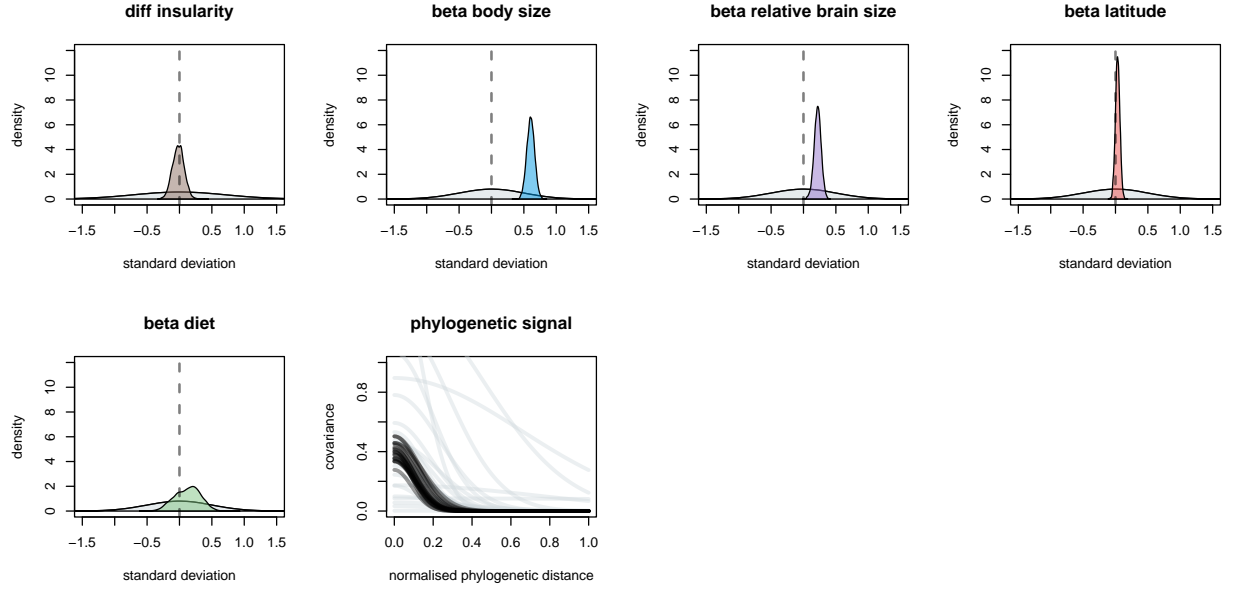 diff insularity
density
0 2 4 6 8 10
−1.5 −0.5 0.5 1.0 1.5
standard deviation
beta body size
density
0 2 4 6 8 10
−1.5 −0.5 0.5 1.0 1.5
standard deviation
beta relative brain size
density
0 2 4 6 8 10
−1.5 −0.5 0.5 1.0 1.5
standard deviation
beta latitude
density
0 2 4 6 8 10
−1.5 −0.5 0.5 1.0 1.5
standard deviation
beta diet
density
0 2 4 6 8 10
−1.5 −0.5 0.5 1.0 1.5
standard deviation
phylogenetic signal
covariance
0.0 0.4 0.8
0.0 0.2 0.4 0.6 0.8 1.0
normalised phylogenetic distance